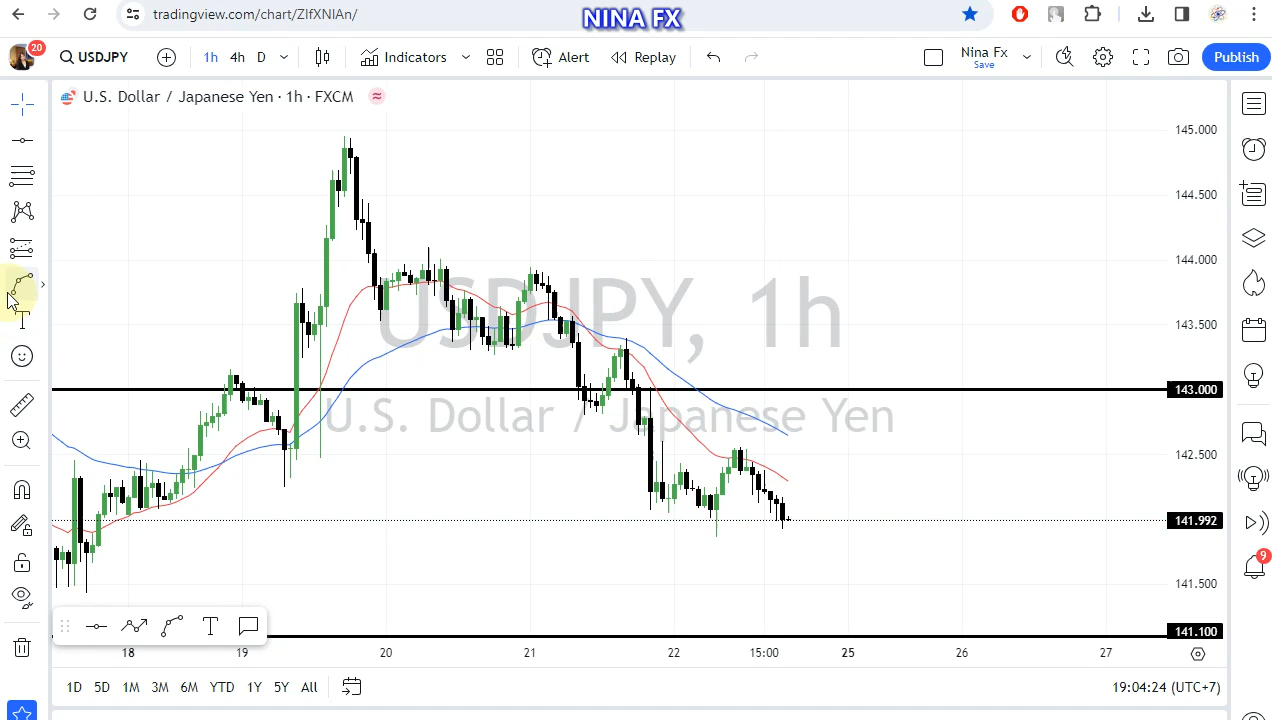 tradingview.com/chart/ZIfXNIAn/
NINA FX
20
USDJPY
1h
4h
D
Indicators
Alert
Replay
Nina Fx
Save
Publish
U.S. Dollar / Japanese Yen · 1h · FXCM
USDJPY, 1h
U.S. Dollar / Japanese Yen
145.000
144.500
144.000
143.500
143.000
142.500
141.992
141.500
141.100
18
19
20
21
22
15:00
25
26
27
1D
5D
1M
3M
6M
YTD
1Y
5Y
All
19:04:24 (UTC+7)
9